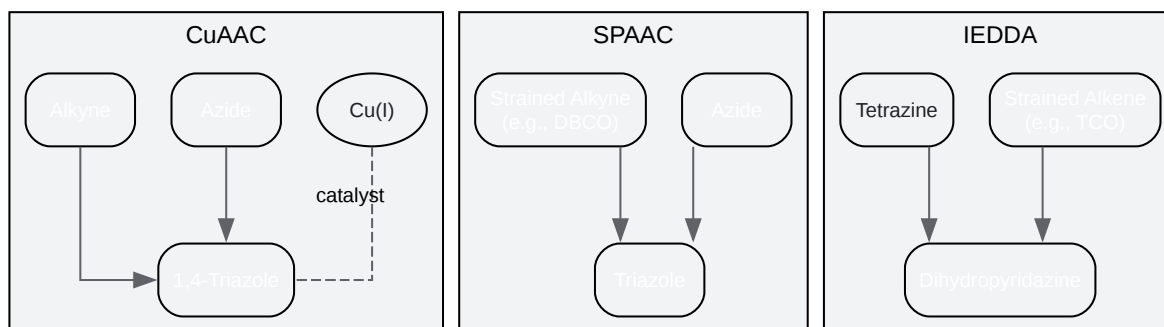 CuAAC
Alkyne
Azide
Cu(I)
catalyst
1,4-Triazole
SPAAC
Strained Alkyne
(e.g., DBCO)
Azide
Triazole
IEDDA
Tetrazine
Strained Alkene
(e.g., TCO)
Dihydropyridazine